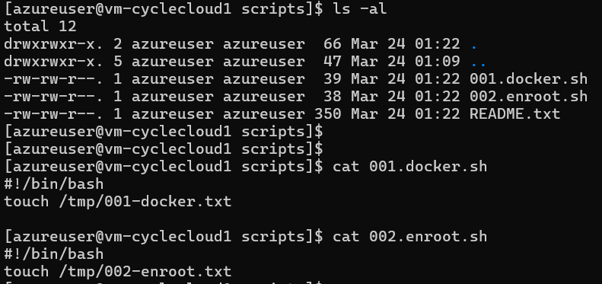 [azureuser@vm-cyclecloud1 scripts]$ ls -al
total 12
drwxrwxr-x. 2 azureuser azureuser  66 Mar 24 01:22 .
drwxrwxr-x. 5 azureuser azureuser  47 Mar 24 01:09 ..
-rw-rw-r--. 1 azureuser azureuser  39 Mar 24 01:22 001.docker.sh
-rw-rw-r--. 1 azureuser azureuser  38 Mar 24 01:22 002.enroot.sh
-rw-rw-r--. 1 azureuser azureuser 350 Mar 24 01:22 README.txt
[azureuser@vm-cyclecloud1 scripts]$
[azureuser@vm-cyclecloud1 scripts]$
[azureuser@vm-cyclecloud1 scripts]$ cat 001.docker.sh
#!/bin/bash
touch /tmp/001-docker.txt

[azureuser@vm-cyclecloud1 scripts]$ cat 002.enroot.sh
#!/bin/bash
touch /tmp/002-enroot.txt